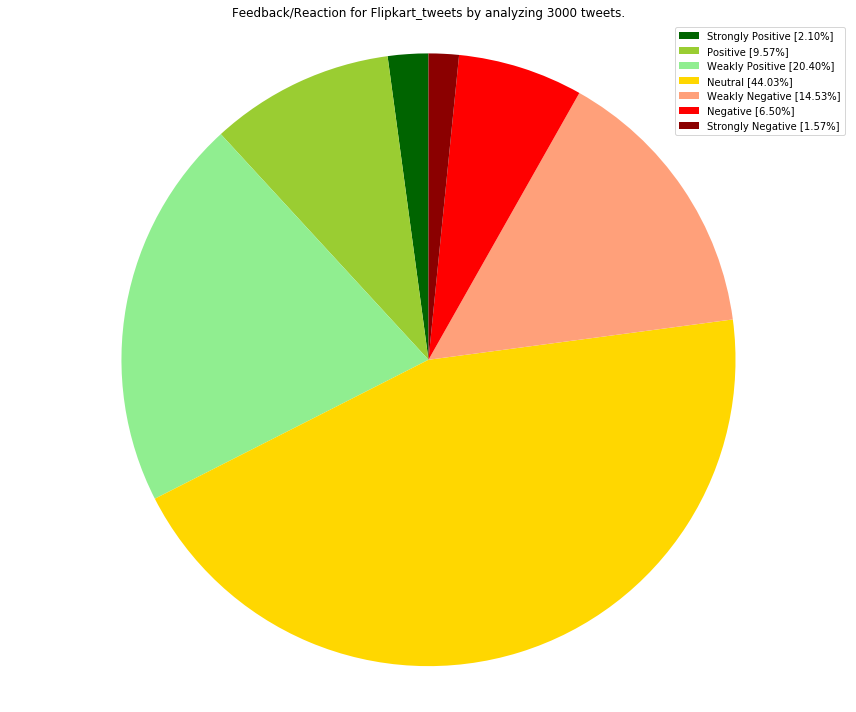 Feedback/Reaction for Flipkart_tweets by analyzing 3000 tweets.
Strongly Positive [2.10%]
Positive [9.57%]
Weakly Positive [20.40%]
Neutral [44.03%]
Weakly Negative [14.53%]
Negative [6.50%]
Strongly Negative [1.57%]